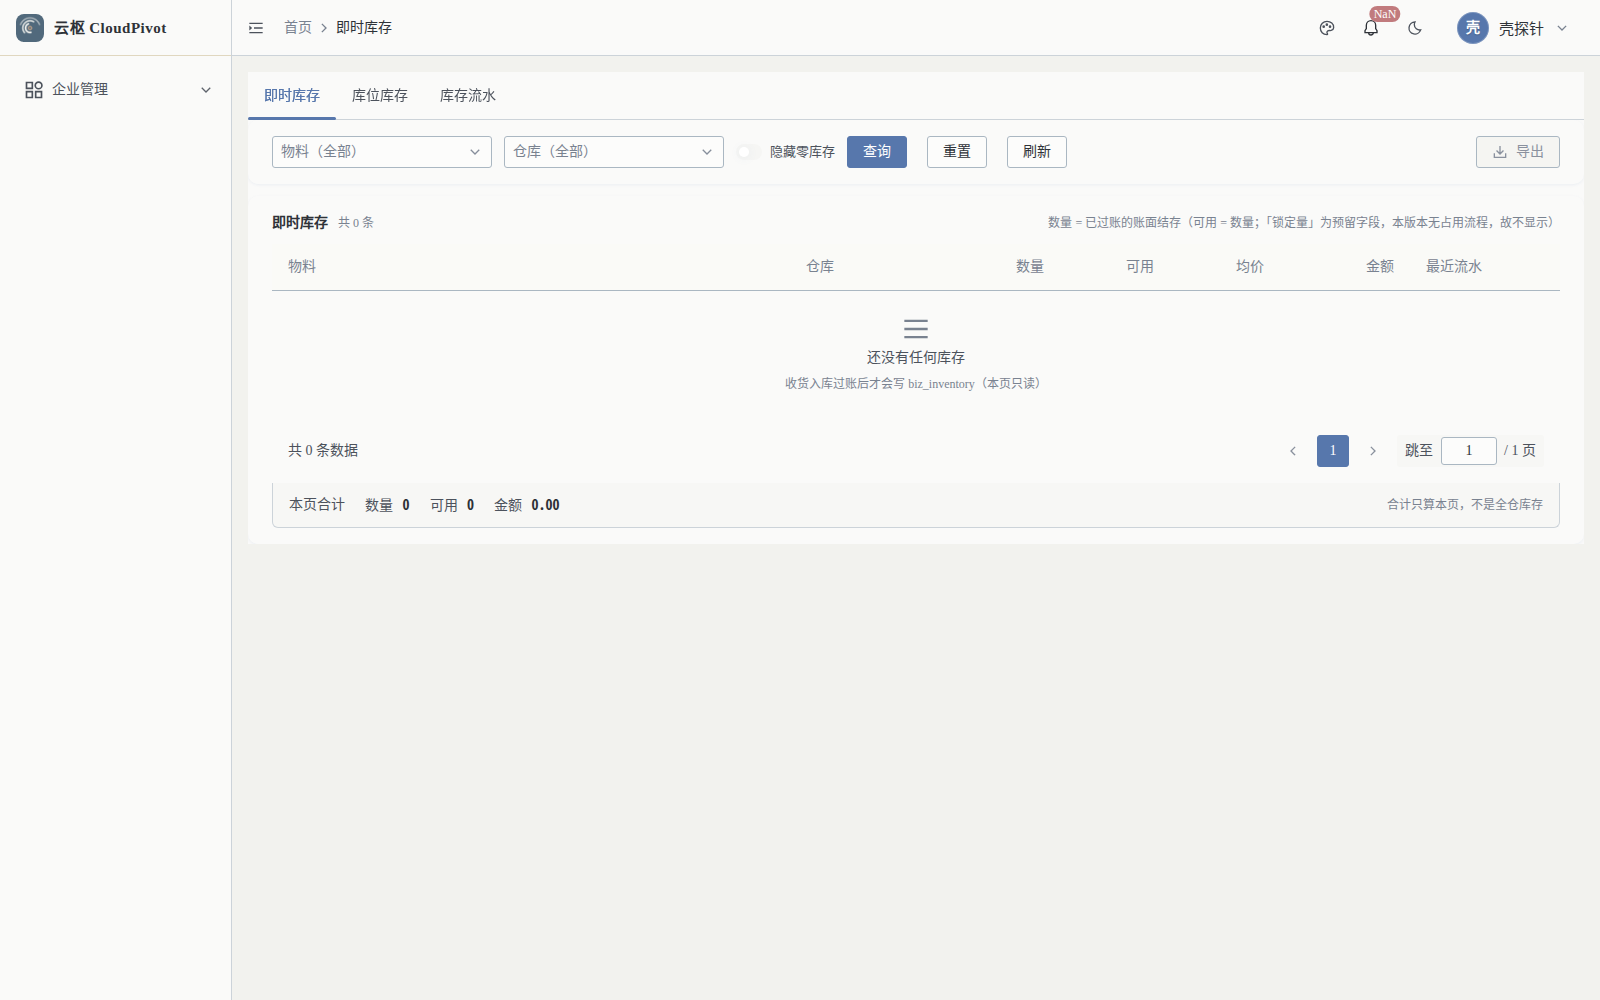 云枢 CloudPivot
首页 > 即时库存
NaN
壳 壳探针
企业管理
即时库存 库位库存 库存流水
物料（全部） 仓库（全部） 隐藏零库存 查询 重置 刷新 导出
即时库存 共 0 条 数量 = 已过账的账面结存（可用 = 数量；「锁定量」为预留字段，本版本无占用流程，故不显示）
物料 仓库 数量 可用 均价 金额 最近流水
还没有任何库存
收货入库过账后才会写 biz_inventory（本页只读）
共 0 条数据 1 跳至 1 / 1 页
本页合计 数量 0 可用 0 金额 0.00 合计只算本页，不是全仓库存